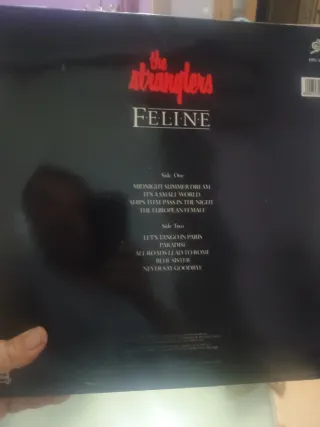 the
stranglers
FELINE
Side One
MIDNIGHT SUMMER DREAM
IT'S A SMALL WORLD
SHIPS THAT PASS IN THE NIGHT
THE EUROPEAN FEMALE
Side Two
LET'S TANGO IN PARIS
PARADISE
ALL ROADS LEAD TO ROME
BLUE SISTER
NEVER SAY GOODBYE